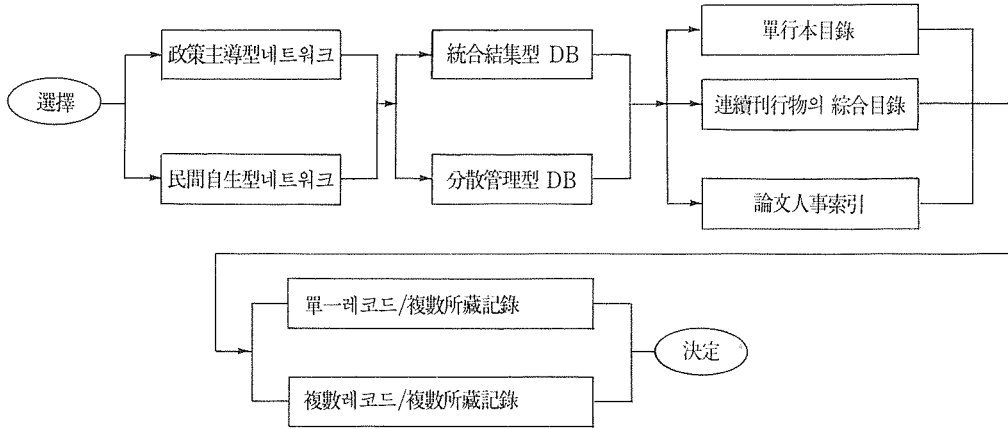 選擇
政策主導型네트워크
民間自生型네트워크
統合結集型 DB
分散管理型 DB
單行本目錄
連續刊行物의 綜合目錄
論文人事索引
單一레코드/複數所藏記錄
複數레코드/複數所藏記錄
決定